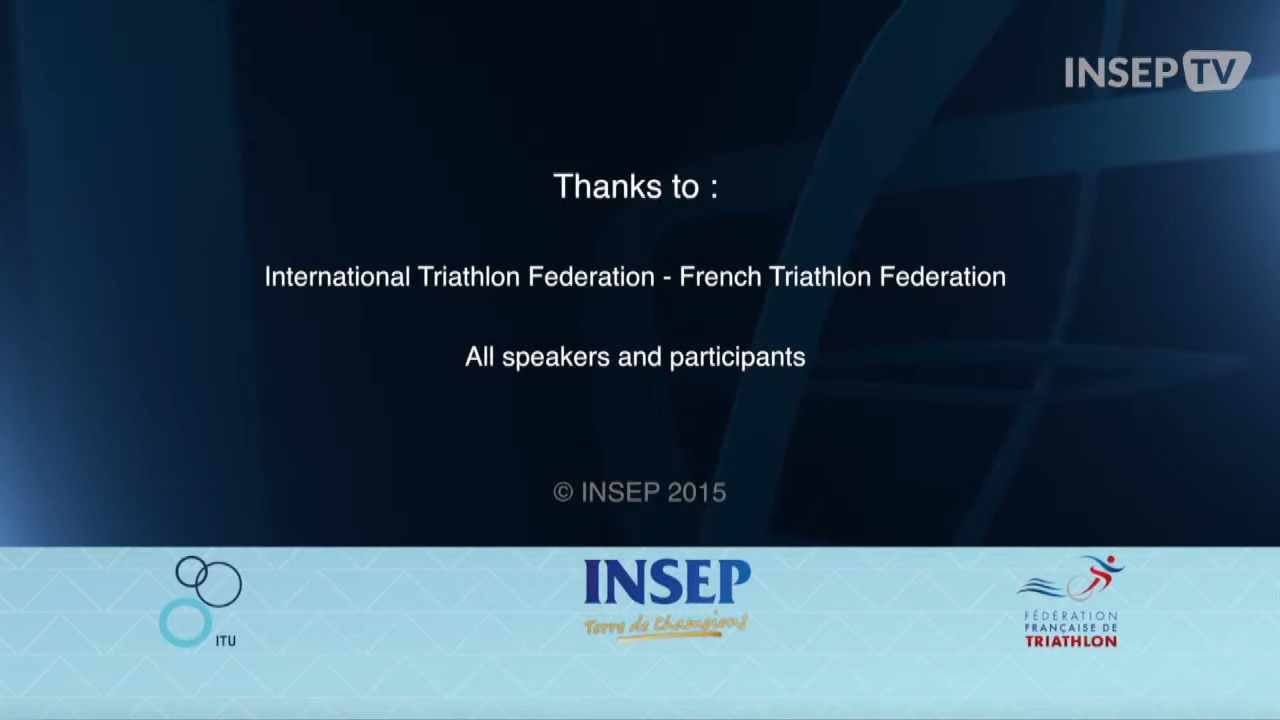 INSEP TV
Thanks to :
International Triathlon Federation - French Triathlon Federation
All speakers and participants
© INSEP 2015
ITU
INSEP
Terre de Champions
FÉDÉRATION
FRANÇAISE DE
TRIATHLON